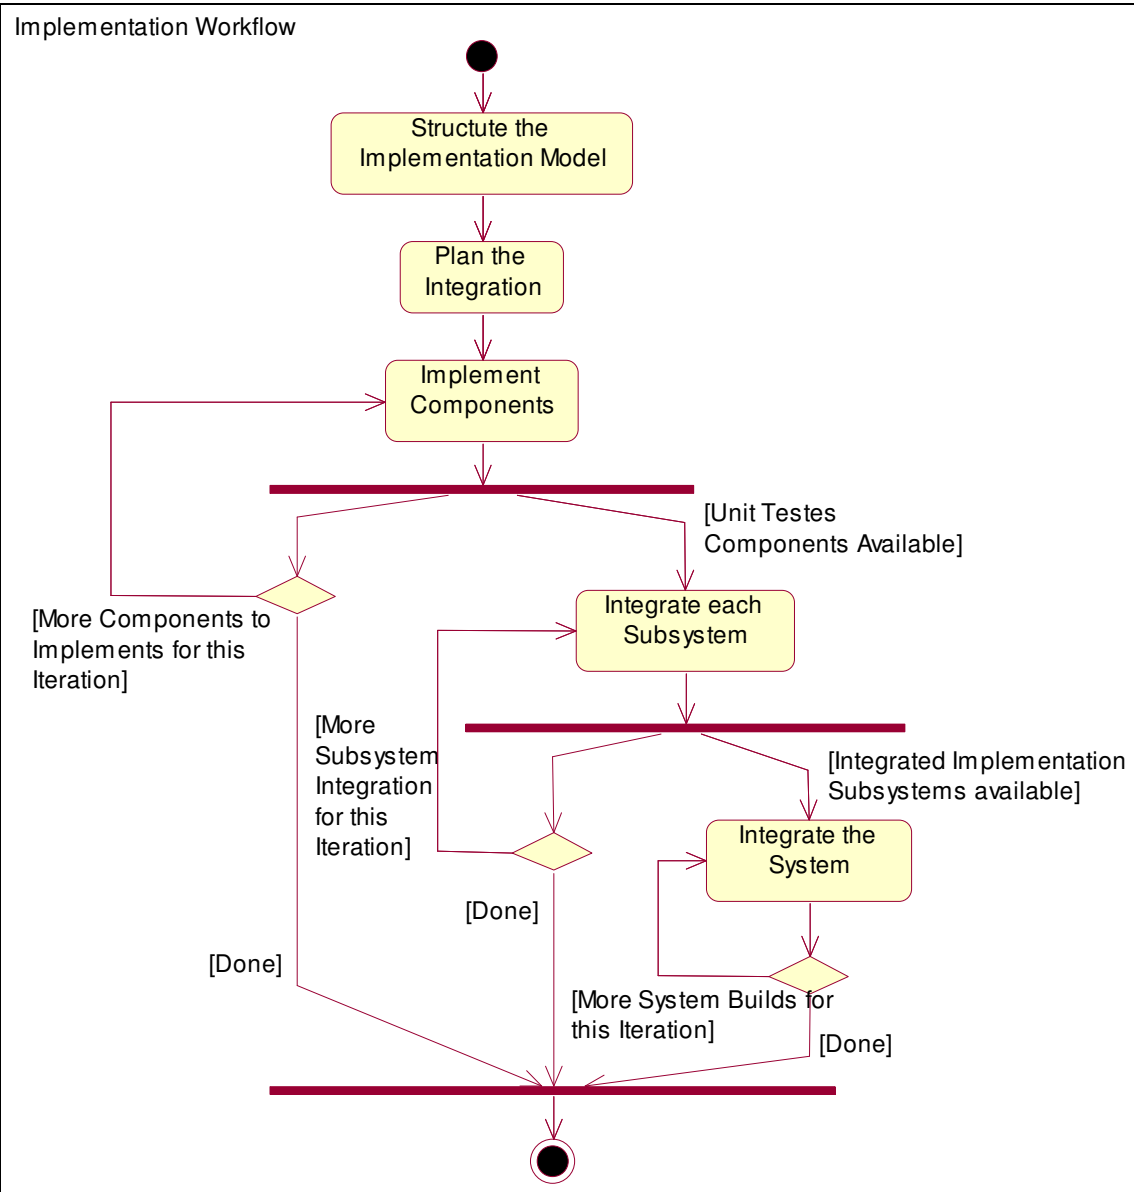 Implementation Workflow
Structute the
Implementation Model
Plan the
Integration
Implement
Components
[Unit Testes
Components Available]
[More Components to
Implements for this
Iteration]
Integrate each
Subsystem
[More
Subsystem
Integration
for this
Iteration]
[Integrated Implementation
Subsystems available]
Integrate the
System
[Done]
[Done]
[More System Builds for
this Iteration]
[Done]